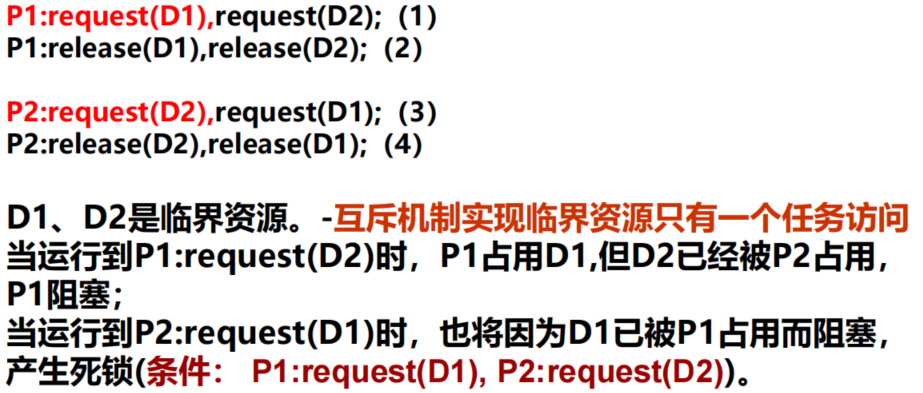 P1:request(D1),request(D2);（1）
P1:release(D1),release(D2);（2）
P2:request(D2),request(D1);（3）
P2:release(D2),release(D1);（4）
D1、D2是临界资源。-互斥机制实现临界资源只有一个任务访问
当运行到P1:request(D2)时，P1占用D1,但D2已经被P2占用，
P1阻塞；
当运行到P2:request(D1)时，也将因为D1已被P1占用而阻塞，
产生死锁(条件： P1:request(D1), P2:request(D2))。